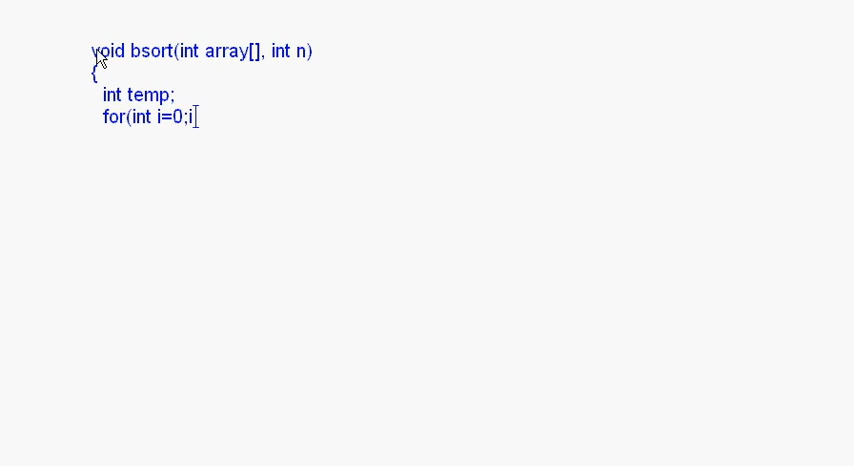 void bsort(int array[], int n)
{
int temp;
for(int i=0;i